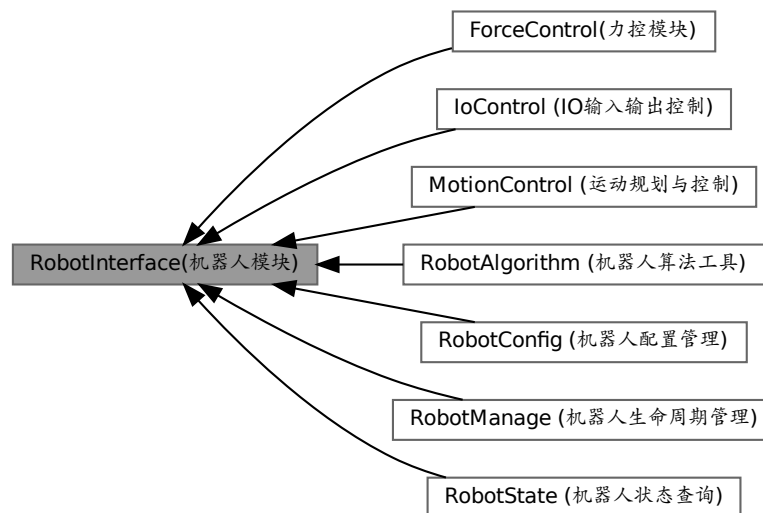 ForceControl(力控模块)
IoControl (IO输入输出控制)
MotionControl (运动规划与控制)
RobotInterface(机器人模块)
RobotAlgorithm (机器人算法工具)
RobotConfig (机器人配置管理)
RobotManage (机器人生命周期管理)
RobotState (机器人状态查询)